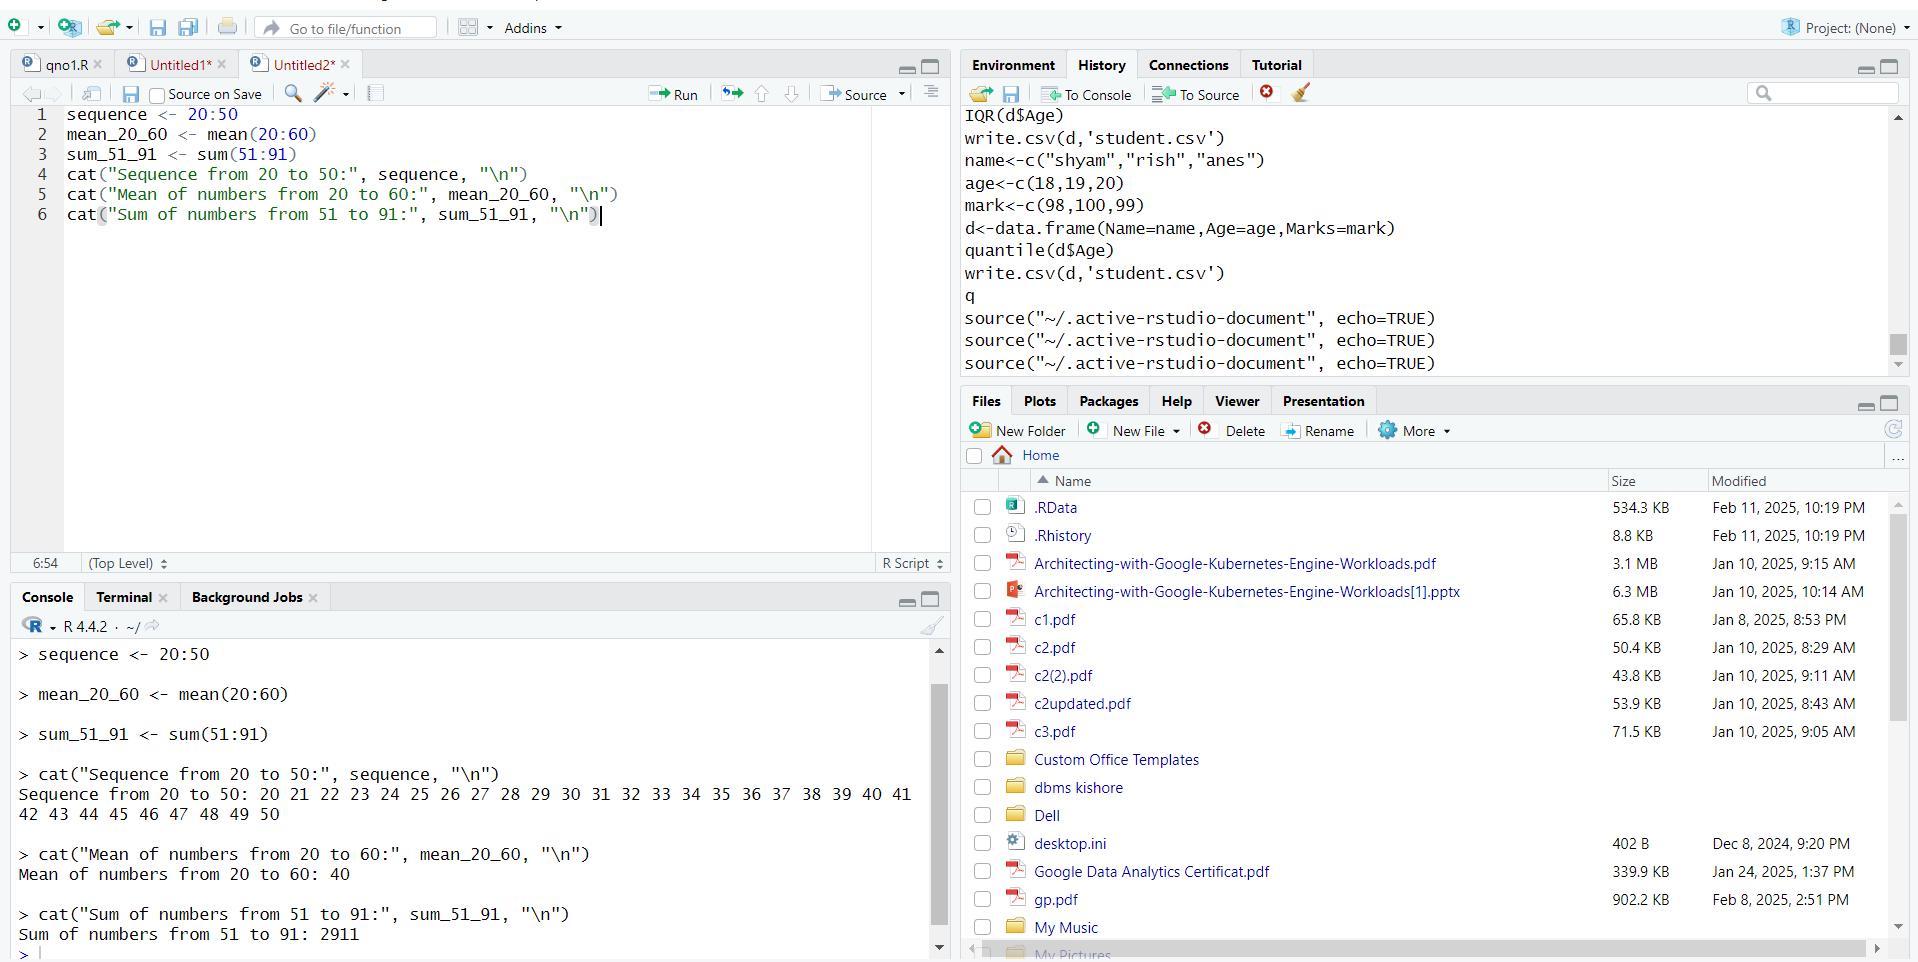 Go to file/function
Addins
Project: (None)
qno1.R
Untitled1*
Untitled2*
Source on Save
Run
Source
1 sequence <- 20:50
2 mean_20_60 <- mean(20:60)
3 sum_51_91 <- sum(51:91)
4 cat("Sequence from 20 to 50:", sequence, "\n")
5 cat("Mean of numbers from 20 to 60:", mean_20_60, "\n")
6 cat("Sum of numbers from 51 to 91:", sum_51_91, "\n")
6:54 (Top Level) R Script
Console Terminal Background Jobs
R 4.4.2 · ~/
> sequence <- 20:50
> mean_20_60 <- mean(20:60)
> sum_51_91 <- sum(51:91)
> cat("Sequence from 20 to 50:", sequence, "\n")
Sequence from 20 to 50: 20 21 22 23 24 25 26 27 28 29 30 31 32 33 34 35 36 37 38 39 40 41
42 43 44 45 46 47 48 49 50
> cat("Mean of numbers from 20 to 60:", mean_20_60, "\n")
Mean of numbers from 20 to 60: 40
> cat("Sum of numbers from 51 to 91:", sum_51_91, "\n")
Sum of numbers from 51 to 91: 2911
>
Environment History Connections Tutorial
To Console To Source
IQR(d$Age)
write.csv(d,'student.csv')
name<-c("shyam","rish","anes")
age<-c(18,19,20)
mark<-c(98,100,99)
d<-data.frame(Name=name,Age=age,Marks=mark)
quantile(d$Age)
write.csv(d,'student.csv')
q
source("~/.active-rstudio-document", echo=TRUE)
source("~/.active-rstudio-document", echo=TRUE)
source("~/.active-rstudio-document", echo=TRUE)
Files Plots Packages Help Viewer Presentation
New Folder New File Delete Rename More
Home ...
Name Size Modified
.RData 534.3 KB Feb 11, 2025, 10:19 PM
.Rhistory 8.8 KB Feb 11, 2025, 10:19 PM
Architecting-with-Google-Kubernetes-Engine-Workloads.pdf 3.1 MB Jan 10, 2025, 9:15 AM
Architecting-with-Google-Kubernetes-Engine-Workloads[1].pptx 6.3 MB Jan 10, 2025, 10:14 AM
c1.pdf 65.8 KB Jan 8, 2025, 8:53 PM
c2.pdf 50.4 KB Jan 10, 2025, 8:29 AM
c2(2).pdf 43.8 KB Jan 10, 2025, 9:11 AM
c2updated.pdf 53.9 KB Jan 10, 2025, 8:43 AM
c3.pdf 71.5 KB Jan 10, 2025, 9:05 AM
Custom Office Templates
dbms kishore
Dell
desktop.ini 402 B Dec 8, 2024, 9:20 PM
Google Data Analytics Certificat.pdf 339.9 KB Jan 24, 2025, 1:37 PM
gp.pdf 902.2 KB Feb 8, 2025, 2:51 PM
My Music
My Pictures